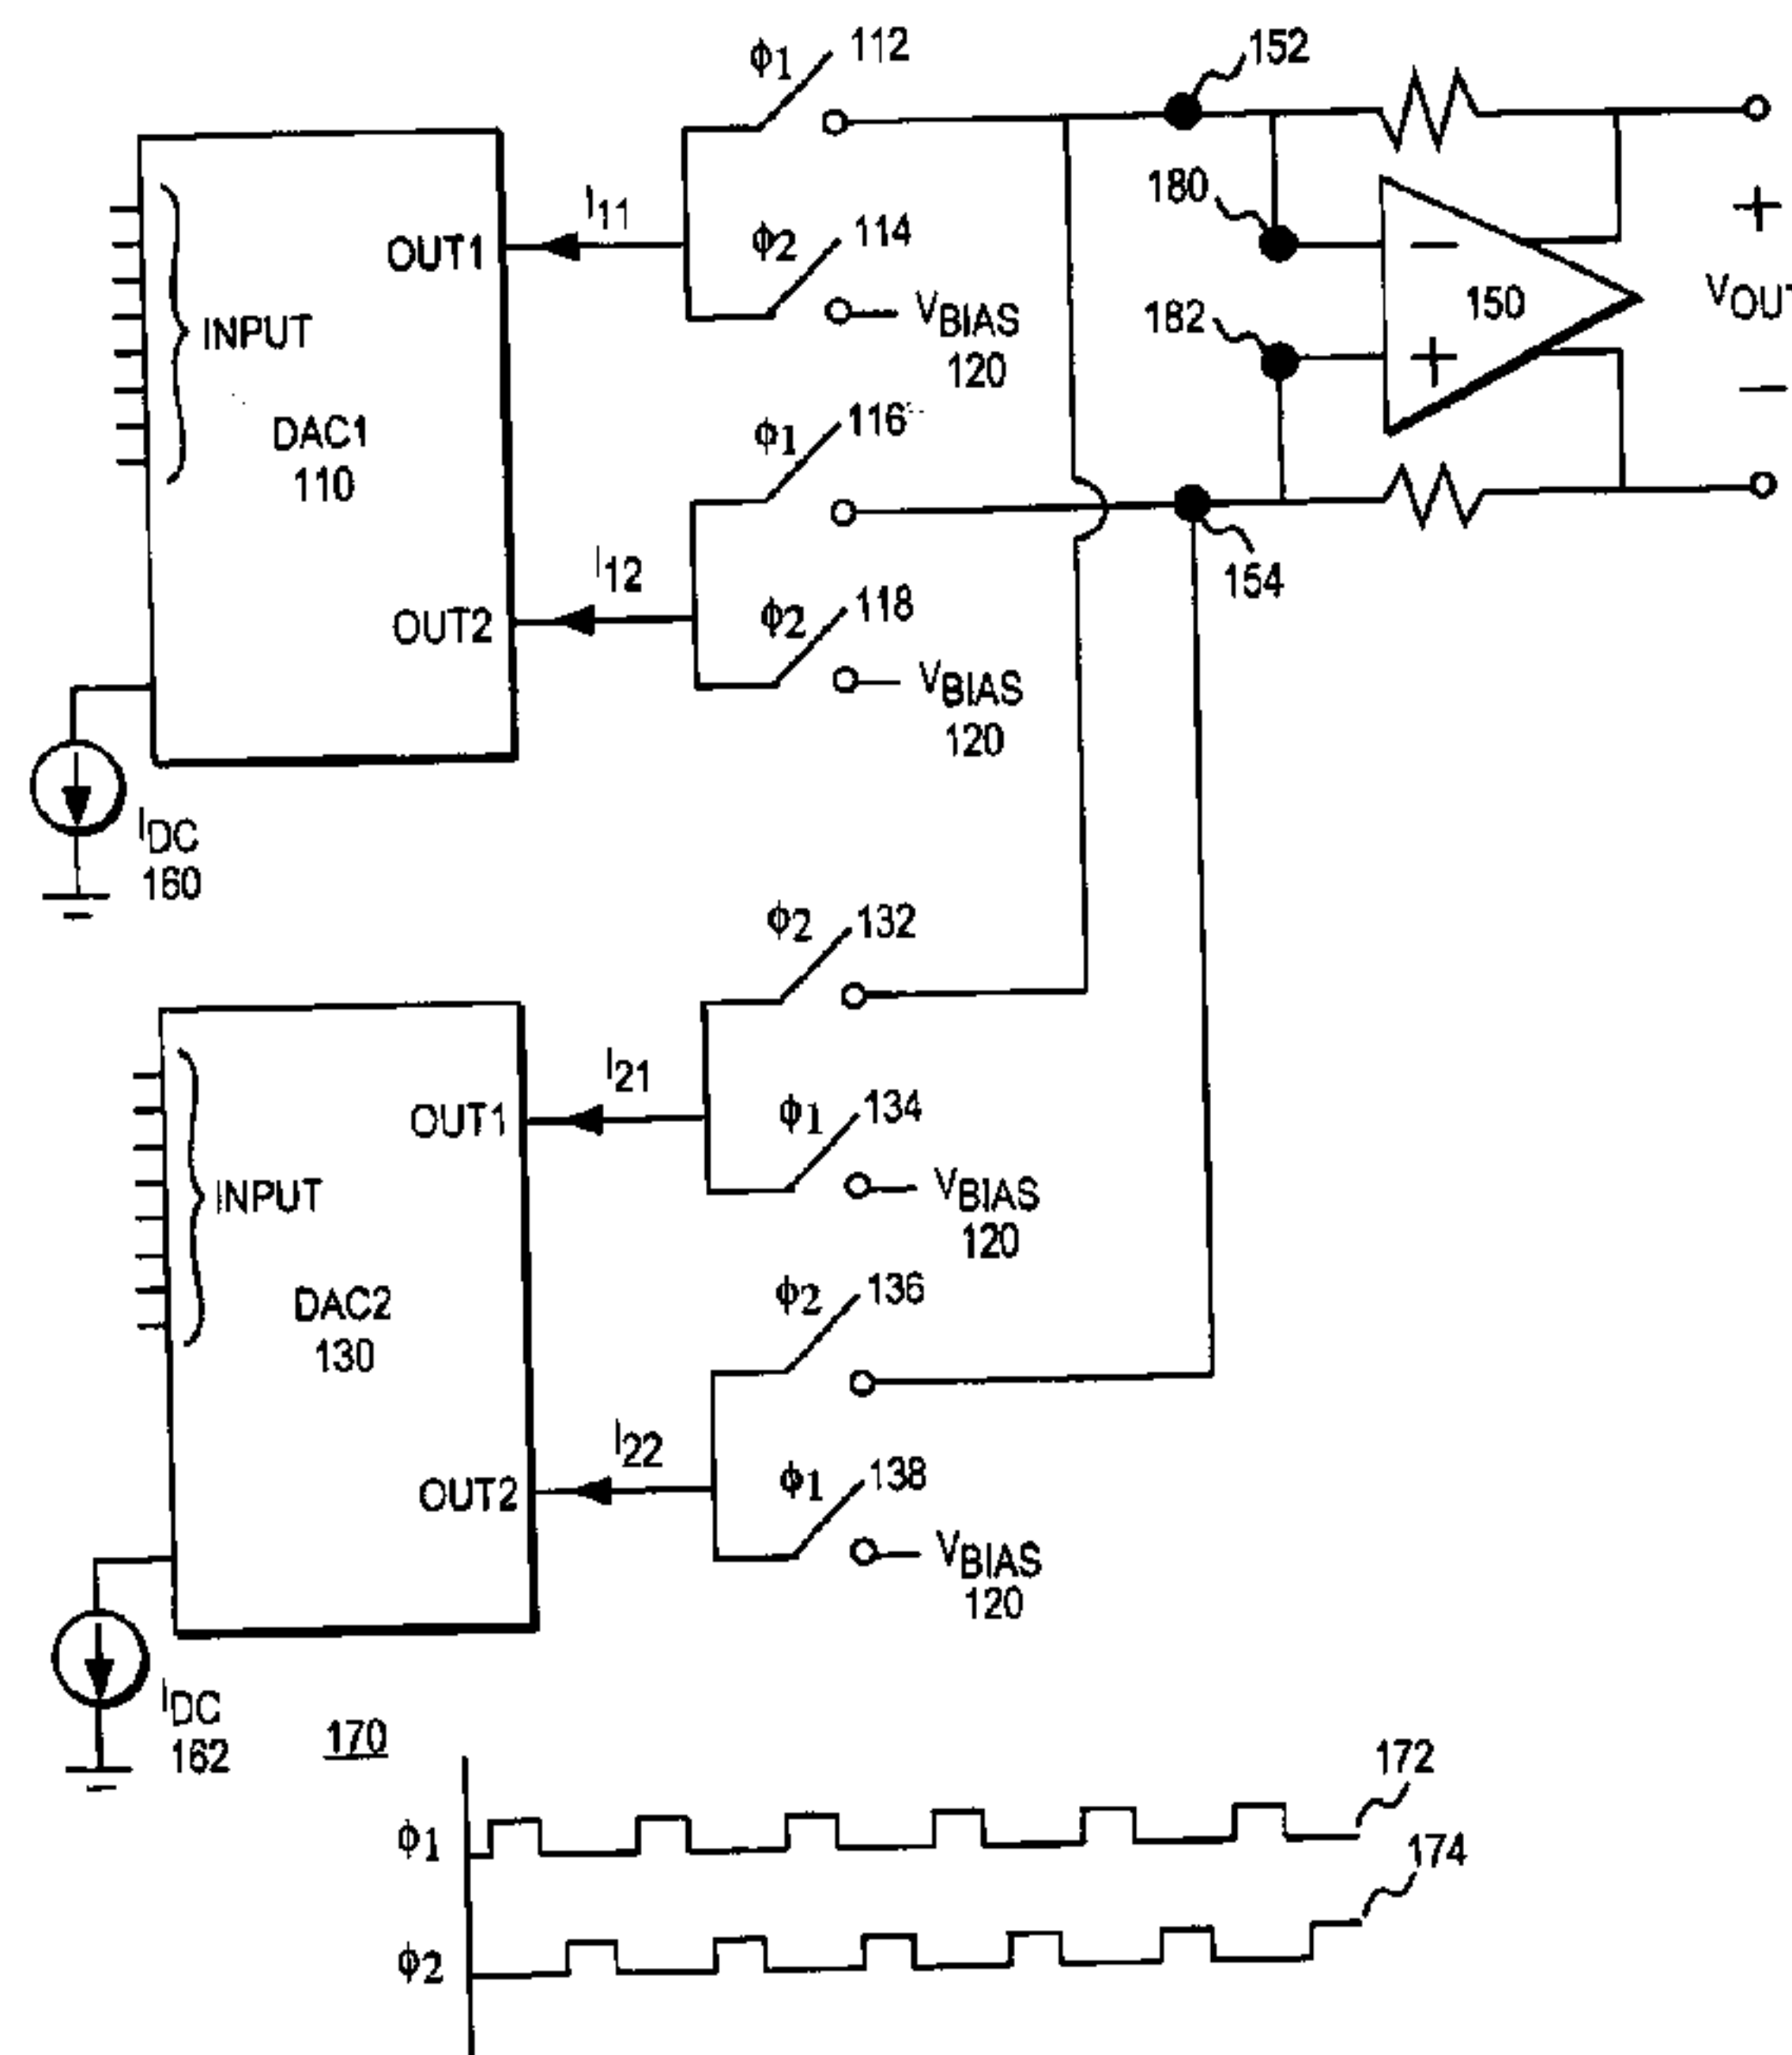 ϕ1 112
152
I11
180
ϕ2 114
OUT1
−
+
150
VOUT
INPUT
VBIAS
120
182
+
−
DAC1
110
ϕ1 116
I12
154
ϕ2 118
OUT2
VBIAS
120
IDC
160
ϕ2 132
I21
ϕ1 134
OUT1
INPUT
VBIAS
120
ϕ2 136
DAC2
130
I22
ϕ1 138
OUT2
VBIAS
120
IDC
162
170
172
ϕ1
174
ϕ2